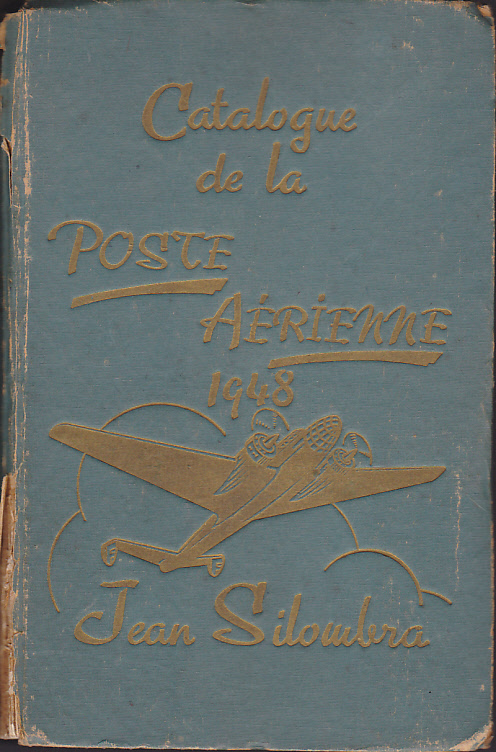 Catalogue
de la
POSTE
AÉRIENNE
1948
Jean Silombra